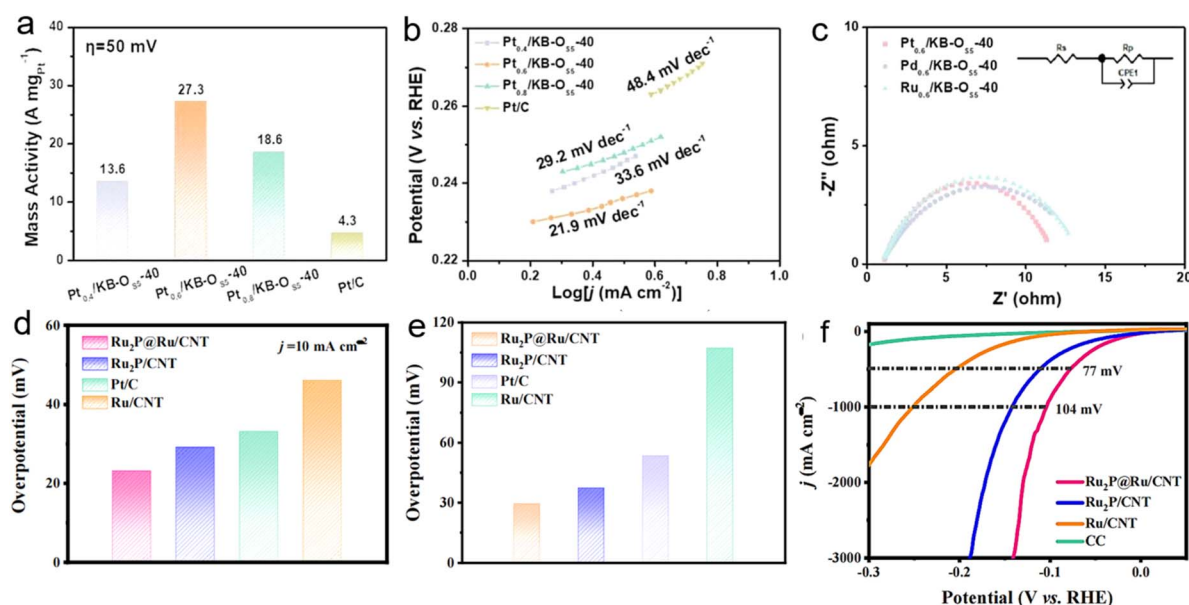 a
Mass Activity (A mg_Pt⁻¹)
40
30
20
10
0
η=50 mV
13.6
27.3
18.6
4.3
Pt₀.₄/KB-O₅₅-40
Pt₀.₆/KB-O₅₅-40
Pt₀.₈/KB-O₅₅-40
Pt/C
b
Potential (V vs. RHE)
0.28
0.26
0.24
0.22
Pt₀.₄/KB-O₅₅-40
Pt₀.₆/KB-O₅₅-40
Pt₀.₈/KB-O₅₅-40
Pt/C
48.4 mV dec⁻¹
29.2 mV dec⁻¹
33.6 mV dec⁻¹
21.9 mV dec⁻¹
0.0 0.2 0.4 0.6 0.8 1.0
Log[j (mA cm⁻²)]
c
-Z'' (ohm)
10
8
6
4
2
0
Pt₀.₆/KB-O₅₅-40
Pd₀.₆/KB-O₅₅-40
Ru₀.₆/KB-O₅₅-40
Rs
Rp
CPE1
0 5 10 15 20
Z' (ohm)
d
Overpotential (mV)
60
40
20
0
Ru₂P@Ru/CNT
Ru₂P/CNT
Pt/C
Ru/CNT
j =10 mA cm⁻²
e
Overpotential (mV)
120
90
60
30
0
Ru₂P@Ru/CNT
Ru₂P/CNT
Pt/C
Ru/CNT
f
j (mA cm⁻²)
0
-1000
-2000
-3000
77 mV
104 mV
Ru₂P@Ru/CNT
Ru₂P/CNT
Ru/CNT
CC
-0.3 -0.2 -0.1 0.0
Potential (V vs. RHE)